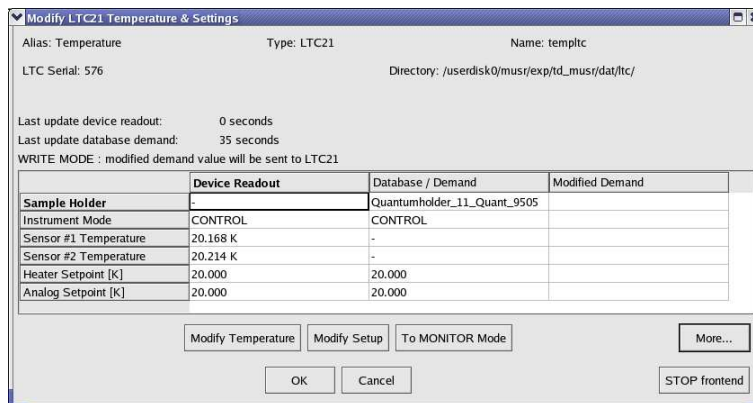 Modify LTC21 Temperature & Settings
Alias: Temperature Type: LTC21 Name: templtc
LTC Serial: 576 Directory: /userdisk0/musr/exp/td_musr/dat/ltc/
Last update device readout: 0 seconds
Last update database demand: 35 seconds
WRITE MODE : modified demand value will be sent to LTC21
Device Readout Database / Demand Modified Demand
Sample Holder - Quantumholder_11_Quant_9505
Instrument Mode CONTROL CONTROL
Sensor #1 Temperature 20.168 K -
Sensor #2 Temperature 20.214 K -
Heater Setpoint [K] 20.000 20.000
Analog Setpoint [K] 20.000 20.000
Modify Temperature Modify Setup To MONITOR Mode More...
OK Cancel STOP frontend